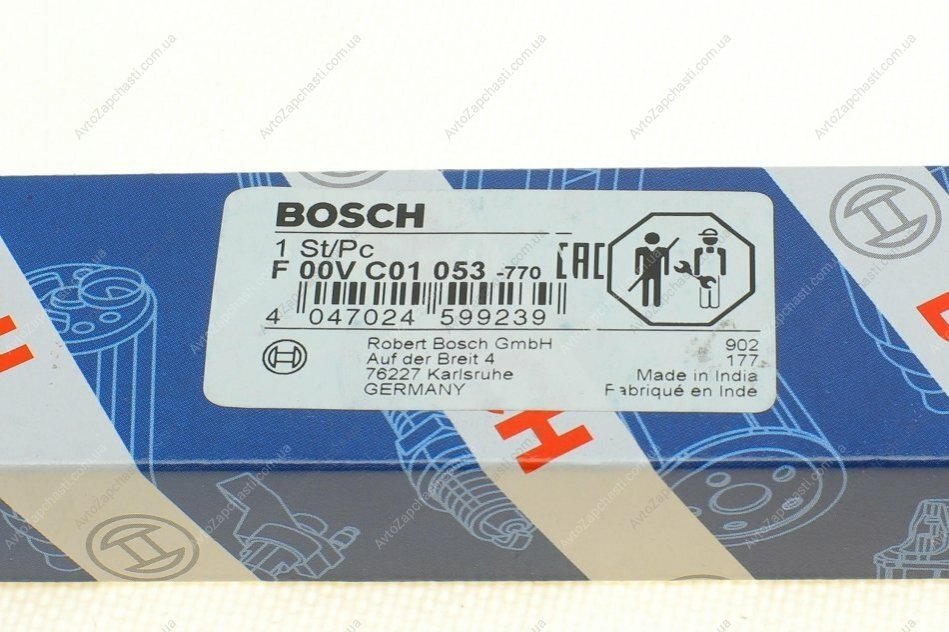 BOSCH
1 St/Pc
F 00V C01 053 -770
EAC
4 047024 599239
Robert Bosch GmbH
Auf der Breit 4
76227 Karlsruhe
GERMANY
902
177
Made in India
Fabriqué en Inde
AvtoZapchasti.com.ua